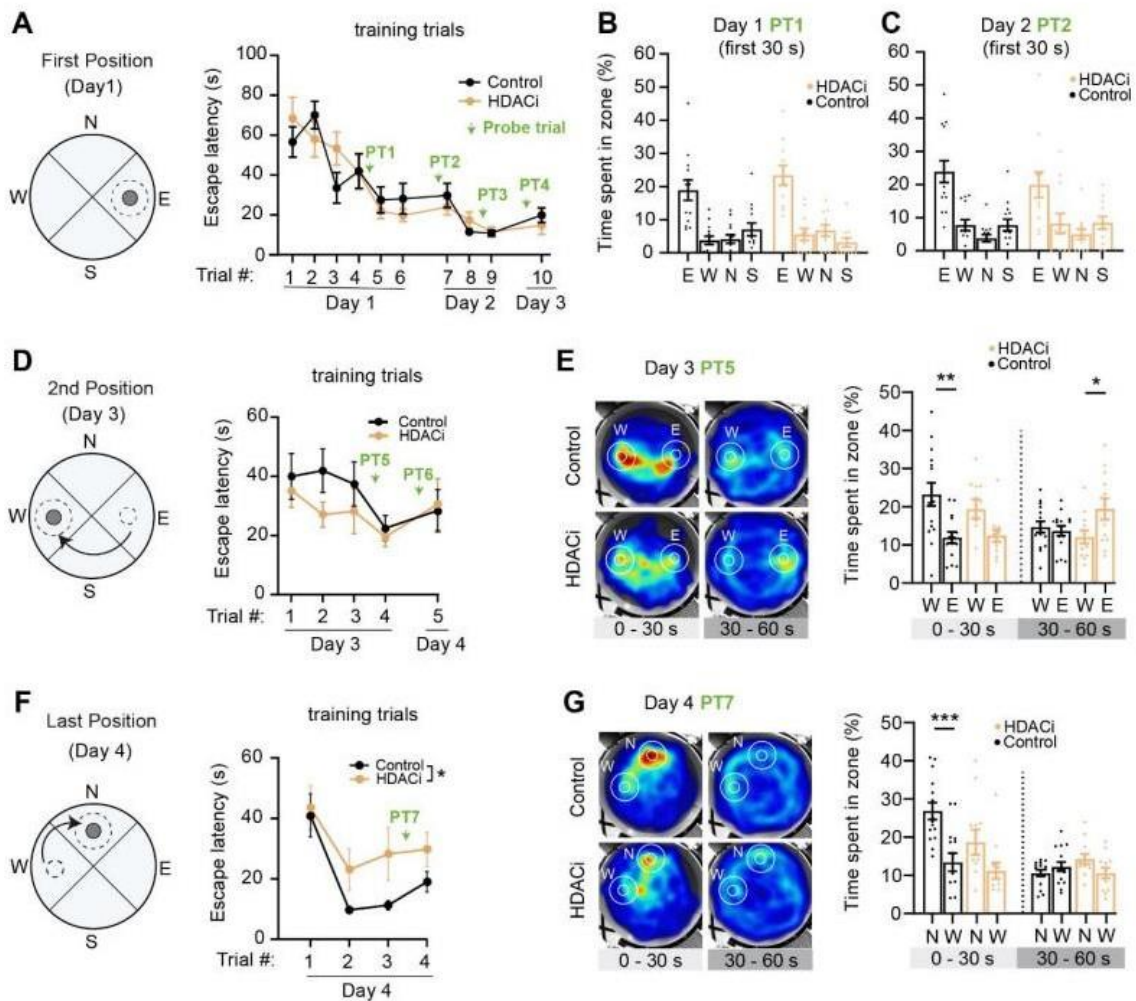 A
First Position
(Day1)
N
W
E
S
training trials
Escape latency (s)
100
80
60
40
20
0
Control
HDACi
Probe trial
PT1
PT2
PT3
PT4
Trial #: 1 2 3 4 5 6 7 8 9 10
Day 1 Day 2 Day 3
B
Day 1 PT1
(first 30 s)
Time spent in zone (%)
60
50
40
30
20
10
0
HDACi
Control
E W N S E W N S
C
Day 2 PT2
(first 30 s)
60
50
40
30
20
10
0
HDACi
Control
E W N S E W N S
D
2nd Position
(Day 3)
N
W
E
S
training trials
Escape latency (s)
60
40
20
0
Control
HDACi
PT5
PT6
Trial #: 1 2 3 4 5
Day 3 Day 4
E
Day 3 PT5
Control
HDACi
W E W E
W E W E
0 - 30 s 30 - 60 s
Time spent in zone (%)
50
40
30
20
10
0
HDACi
Control
**
*
W E W E W E W E
0 - 30 s 30 - 60 s
F
Last Position
(Day 4)
N
W
E
S
training trials
Escape latency (s)
60
40
20
0
Control
HDACi
*
PT7
Trial #: 1 2 3 4
Day 4
G
Day 4 PT7
Control
HDACi
N W N W
N W N W
0 - 30 s 30 - 60 s
Time spent in zone (%)
50
40
30
20
10
0
HDACi
Control
***
N W N W N W N W
0 - 30 s 30 - 60 s